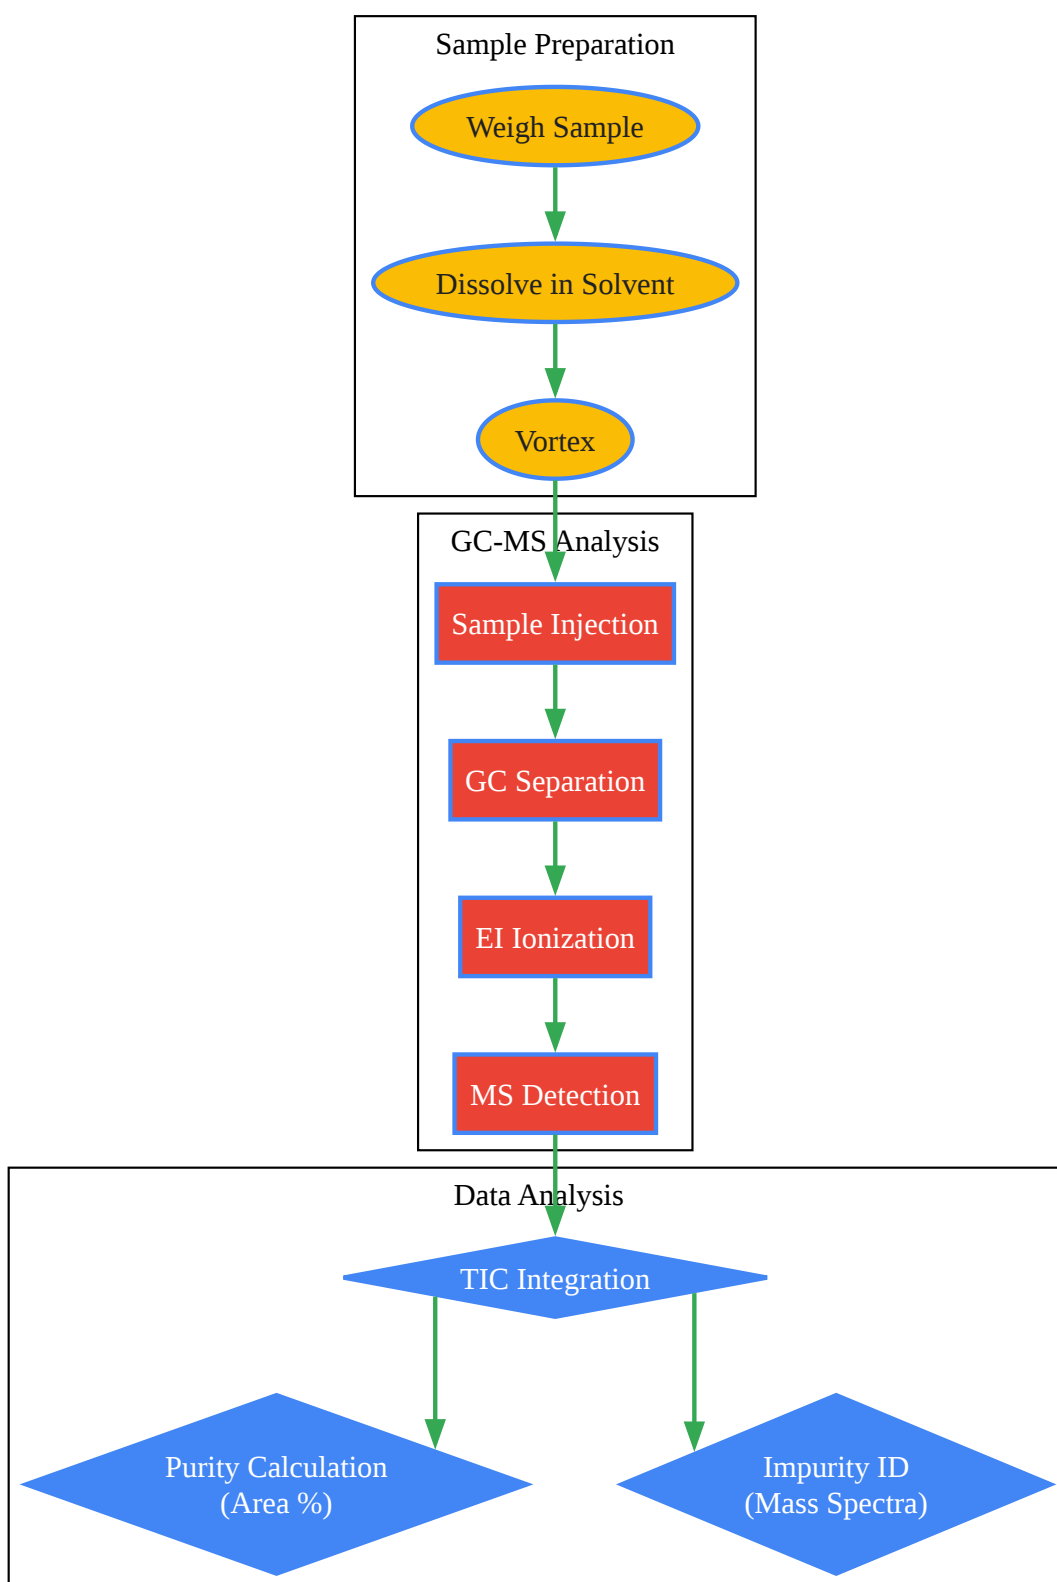 Sample Preparation
Weigh Sample
Dissolve in Solvent
Vortex
GC-MS Analysis
Sample Injection
GC Separation
EI Ionization
MS Detection
Data Analysis
TIC Integration
Purity Calculation
(Area %)
Impurity ID
(Mass Spectra)